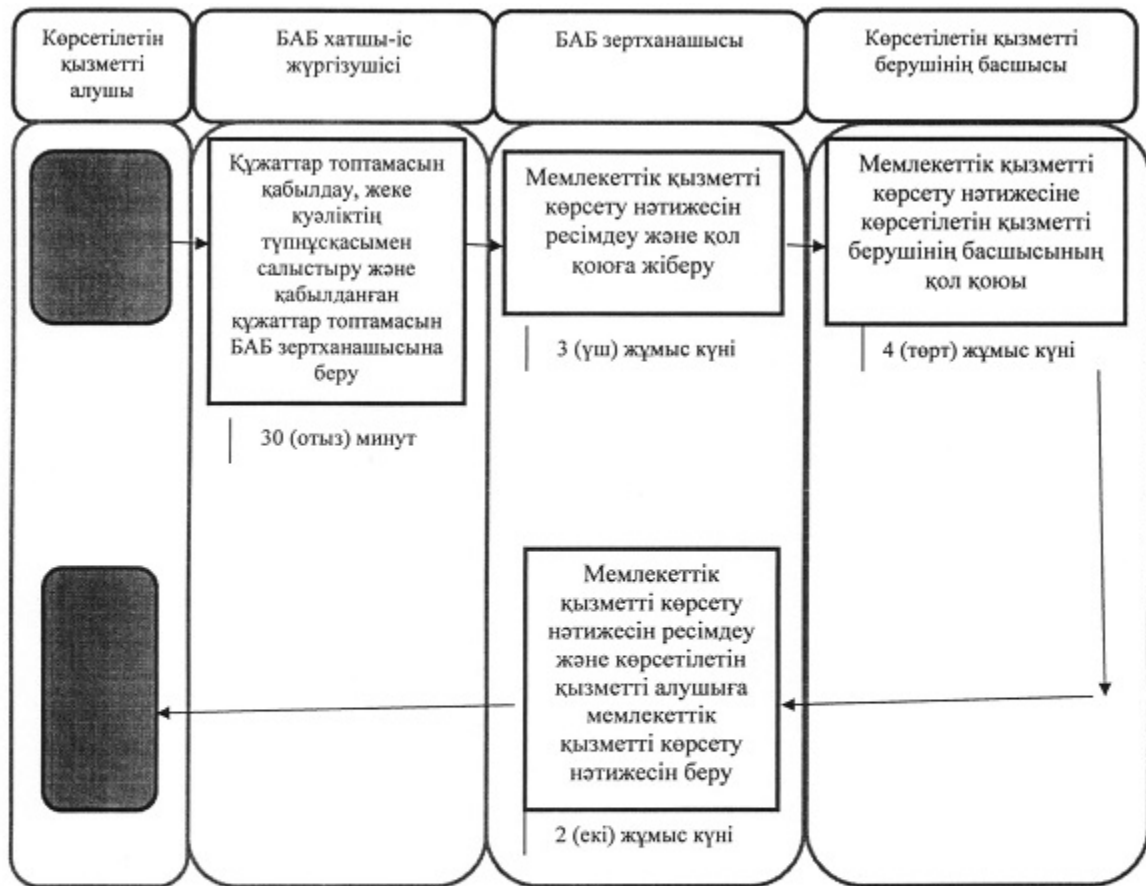 Көрсетілетін
қызметті
алушы
БАБ хатшы-іс
жүргізушісі
БАБ зертханашысы
Көрсетілетін қызметті
берушінің басшысы
Құжаттар топтамасын
қабылдау, жеке
куәліктің
түпнұсқасымен
салыстыру және
қабылданған
құжаттар топтамасын
БАБ зертханашысына
беру
30 (отыз) минут
Мемлекеттік қызметті
көрсету нәтижесін
ресімдеу және қол
қоюға жіберу
3 (үш) жұмыс күні
Мемлекеттік қызметті
көрсету нәтижесіне
көрсетілетін қызметті
берушінің басшысының
қол қоюы
4 (төрт) жұмыс күні
Мемлекеттік
қызметті көрсету
нәтижесін ресімдеу
және көрсетілетін
қызметті алушыға
мемлекеттік
қызметті көрсету
нәтижесін беру
2 (екі) жұмыс күні